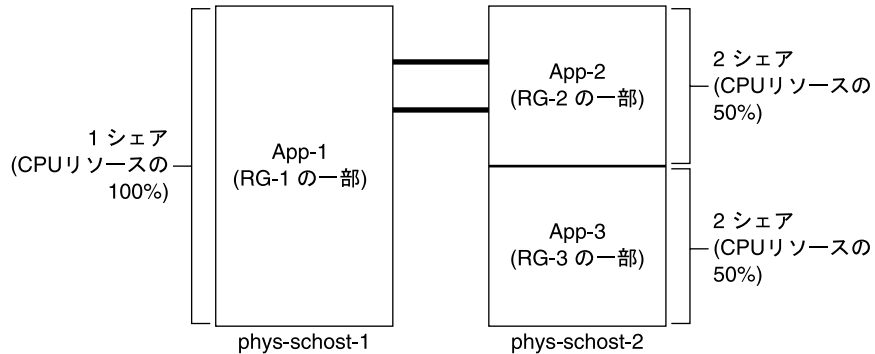 1 シェア
(CPUリソースの
100%)
App-1
(RG-1 の一部)
phys-schost-1
App-2
(RG-2 の一部)
2 シェア
(CPUリソースの
50%)
App-3
(RG-3 の一部)
2 シェア
(CPUリソースの
50%)
phys-schost-2